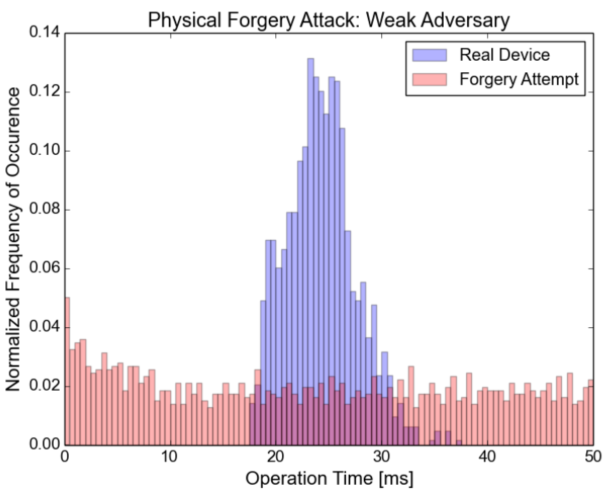 Physical Forgery Attack: Weak Adversary
Real Device
Forgery Attempt
Normalized Frequency of Occurence
0.14
0.12
0.10
0.08
0.06
0.04
0.02
0.00
0 10 20 30 40 50
Operation Time [ms]